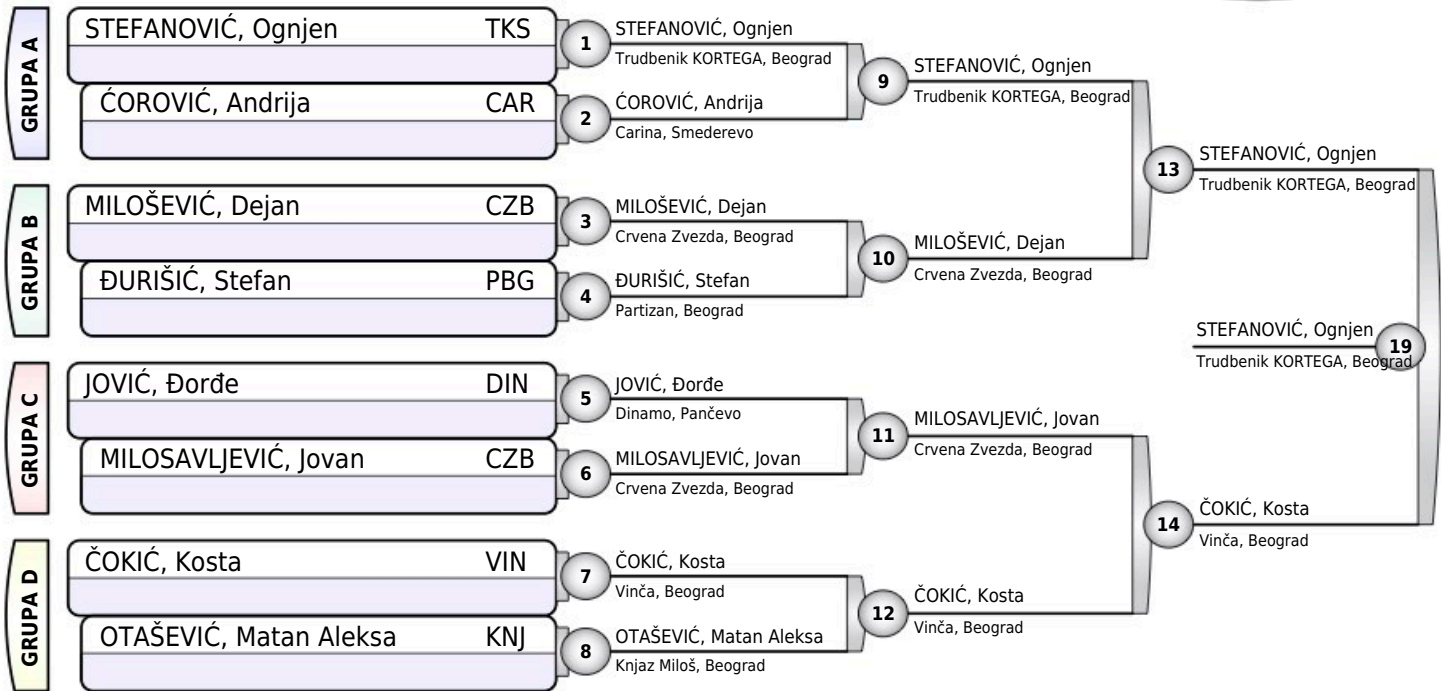 GRUPA A
STEFANOVIĆ, Ognjen TKS
ĆOROVIĆ, Andrija CAR
GRUPA B
MILOŠEVIĆ, Dejan CZB
ĐURIŠIĆ, Stefan PBG
GRUPA C
JOVIĆ, Đorđe DIN
MILOSAVLJEVIĆ, Jovan CZB
GRUPA D
ČOKIĆ, Kosta VIN
OTAŠEVIĆ, Matan Aleksa KNJ
1
STEFANOVIĆ, Ognjen
Trudbenik KORTEGA, Beograd
2
ĆOROVIĆ, Andrija
Carina, Smederevo
3
MILOŠEVIĆ, Dejan
Crvena Zvezda, Beograd
4
ĐURIŠIĆ, Stefan
Partizan, Beograd
5
JOVIĆ, Đorđe
Dinamo, Pančevo
6
MILOSAVLJEVIĆ, Jovan
Crvena Zvezda, Beograd
7
ČOKIĆ, Kosta
Vinča, Beograd
8
OTAŠEVIĆ, Matan Aleksa
Knjaz Miloš, Beograd
9
STEFANOVIĆ, Ognjen
Trudbenik KORTEGA, Beograd
10
MILOŠEVIĆ, Dejan
Crvena Zvezda, Beograd
11
MILOSAVLJEVIĆ, Jovan
Crvena Zvezda, Beograd
12
ČOKIĆ, Kosta
Vinča, Beograd
13
STEFANOVIĆ, Ognjen
Trudbenik KORTEGA, Beograd
14
ČOKIĆ, Kosta
Vinča, Beograd
STEFANOVIĆ, Ognjen
19
Trudbenik KORTEGA, Beograd